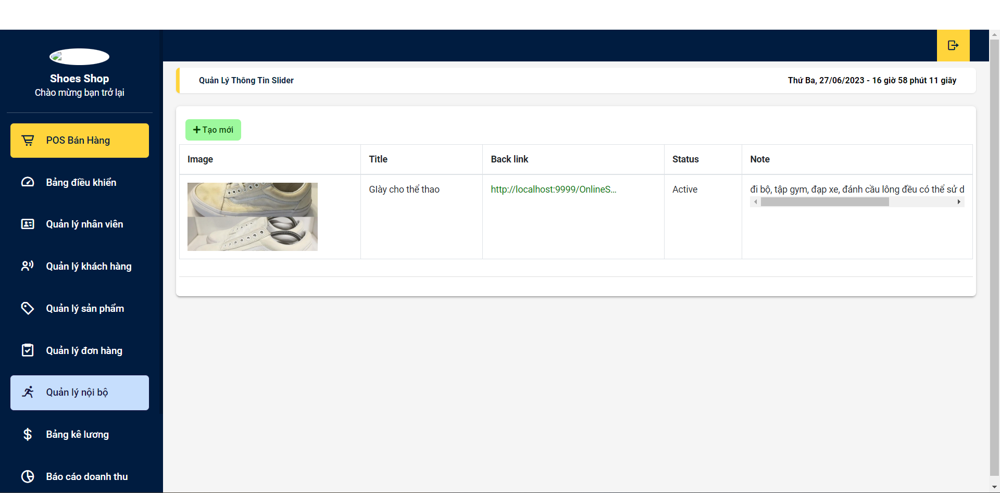 Shoes Shop
Chào mừng bạn trở lại
POS Bán Hàng
Bảng điều khiển
Quản lý nhân viên
Quản lý khách hàng
Quản lý sản phẩm
Quản lý đơn hàng
Quản lý nội bộ
Bảng kê lương
Báo cáo doanh thu
Quản Lý Thông Tin Slider
Thứ Ba, 27/06/2023 - 16 giờ 58 phút 11 giây
Tạo mới
Image Title Back link Status Note
GIày cho thể thao http://localhost:9999/OnlineS... Active đi bộ, tập gym, đạp xe, đánh cầu lông đều có thể sử d